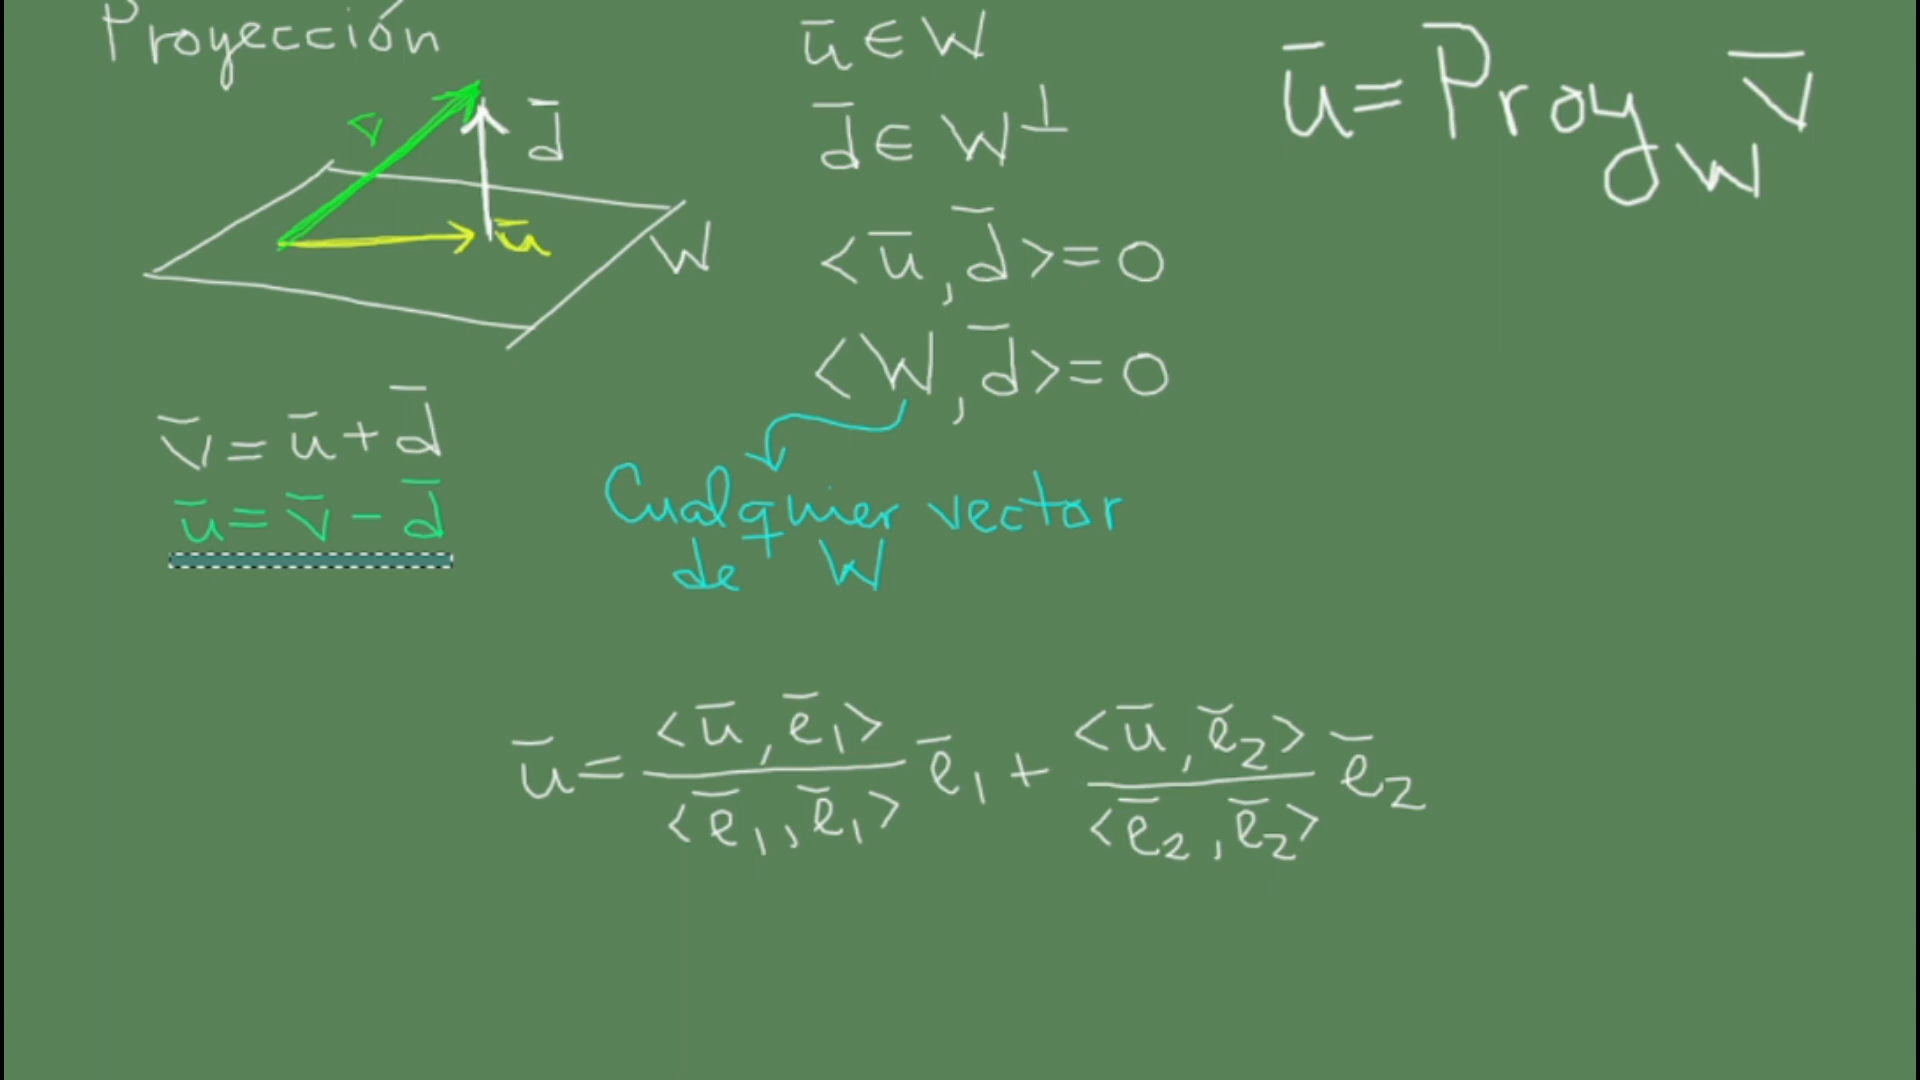 Proyección
v̄
d̄
ū
W
v̄ = ū + d̄
ū = v̄ - d̄
ū ∈ W
d̄ ∈ W⊥
<ū, d̄> = 0
<W, d̄> = 0
Cualquier vector
de W
ū = Proy_W v̄
ū = <ū, ē₁>/<ē₁, ē₁> ē₁ + <ū, ē₂>/<ē₂, ē₂> ē₂